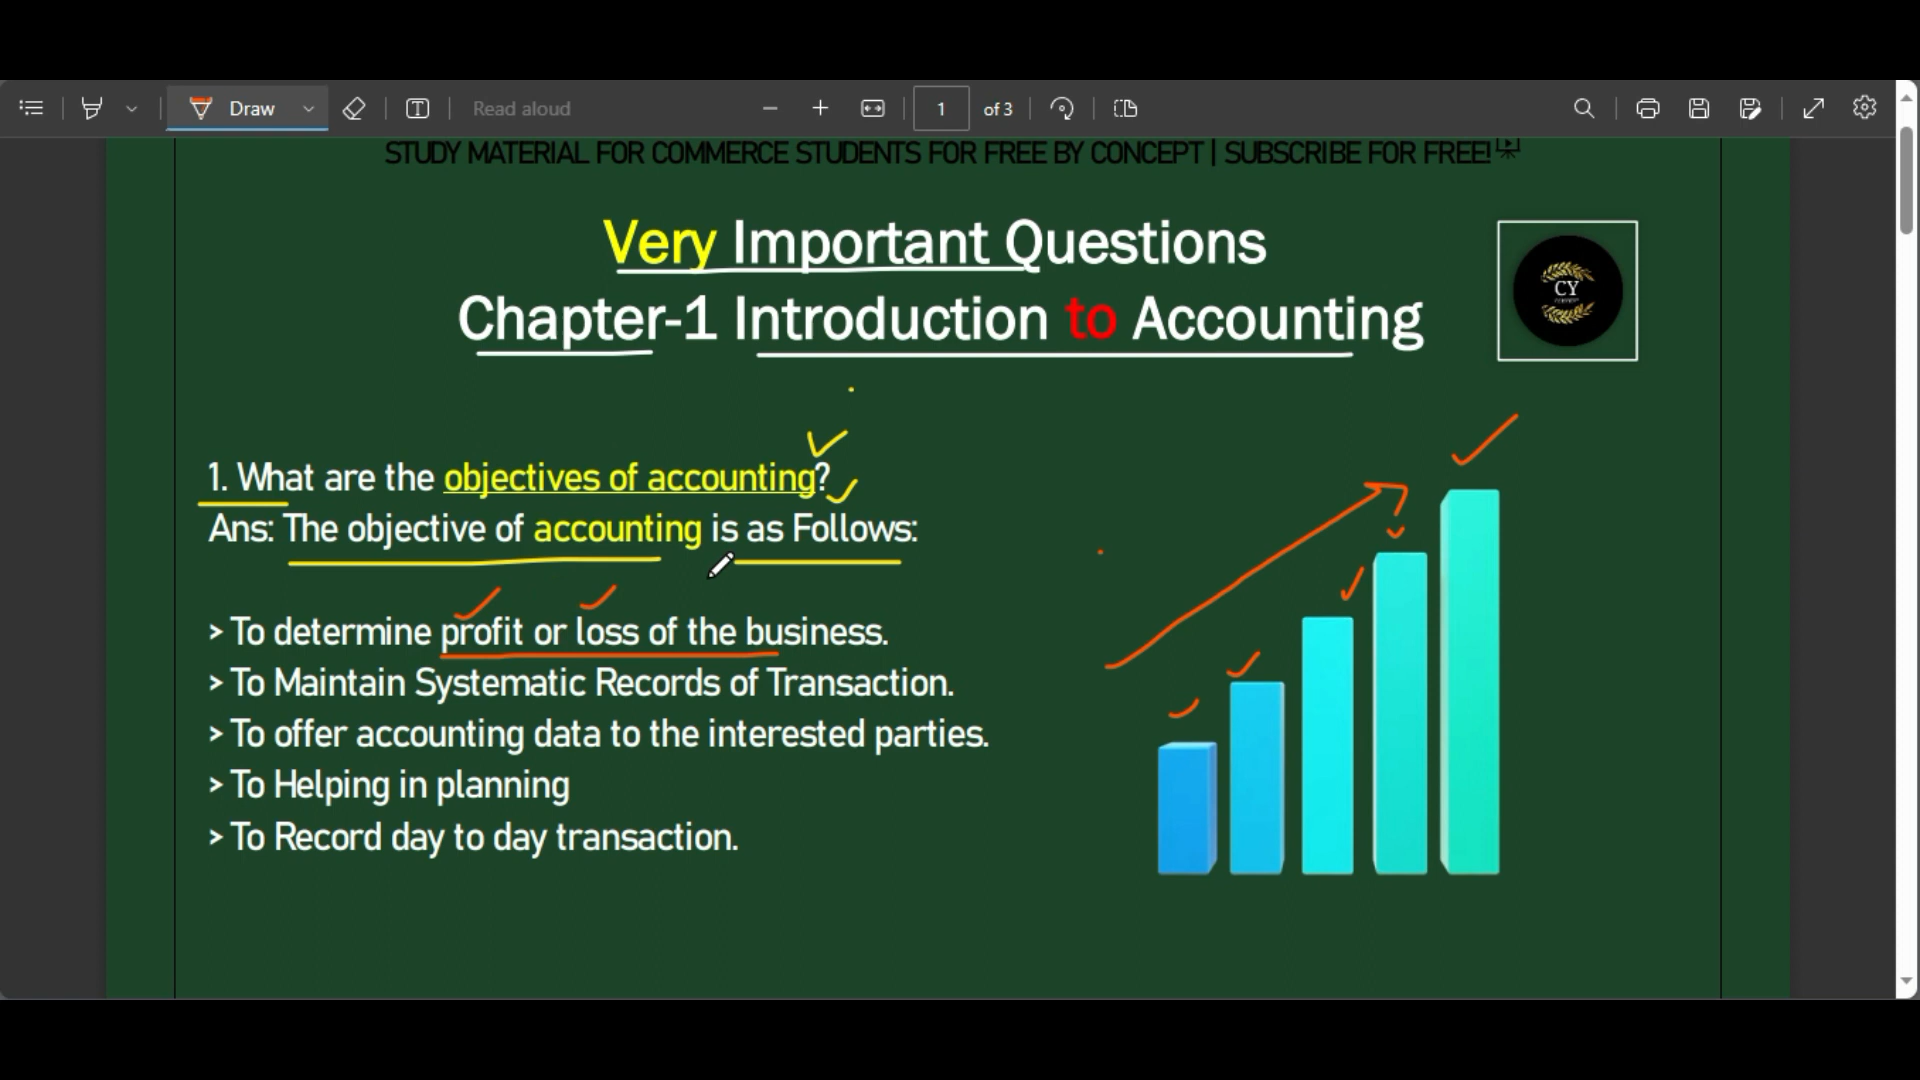 Draw
Read aloud
1 of 3
STUDY MATERIAL FOR COMMERCE STUDENTS FOR FREE BY CONCEPT | SUBSCRIBE FOR FREE!
Very Important Questions
Chapter-1 Introduction to Accounting
CY
1. What are the objectives of accounting?
Ans: The objective of accounting is as Follows:
> To determine profit or loss of the business.
> To Maintain Systematic Records of Transaction.
> To offer accounting data to the interested parties.
> To Helping in planning
> To Record day to day transaction.